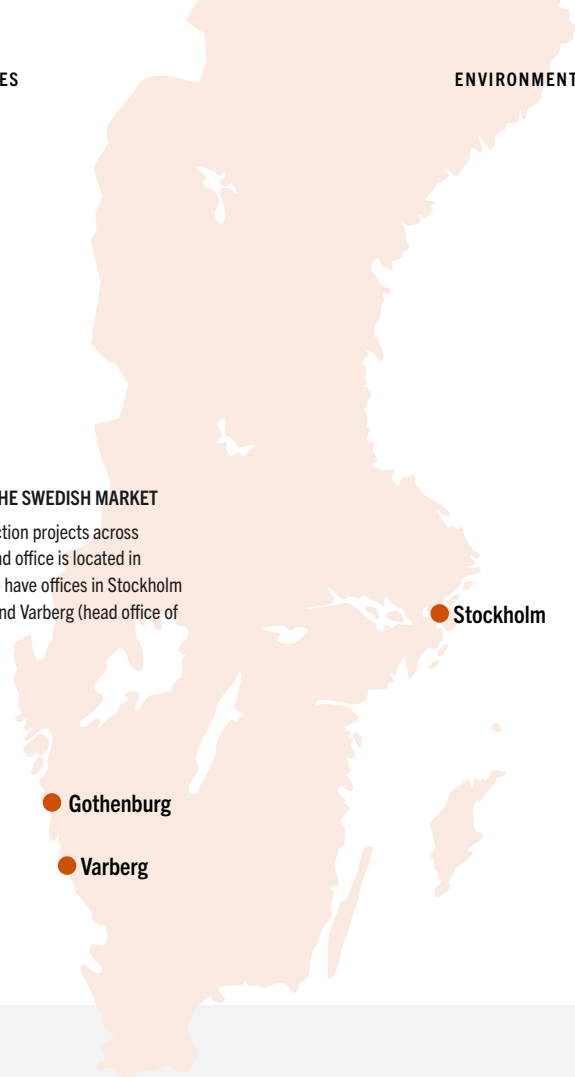 ES
ENVIRONMENT
HE SWEDISH MARKET
ction projects across
d office is located in
have offices in Stockholm
nd Varberg (head office of
Stockholm
Gothenburg
Varberg